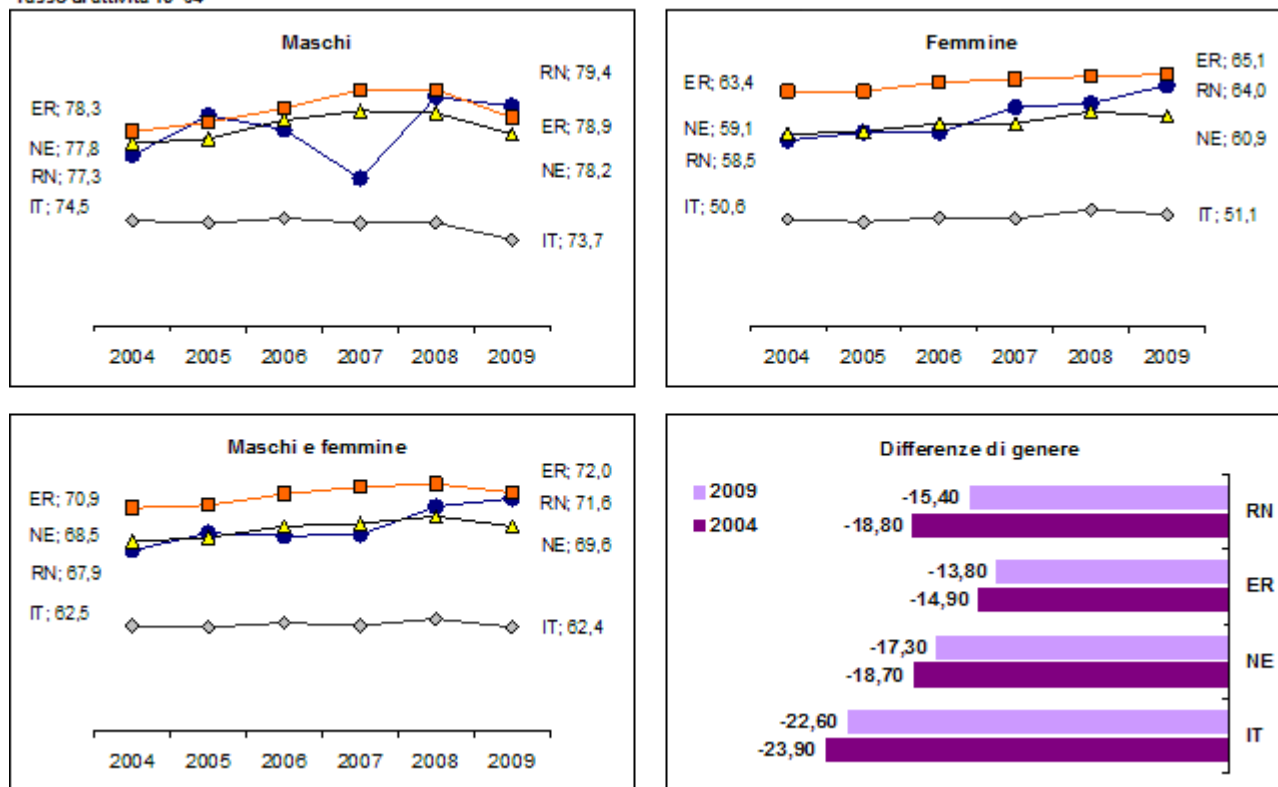 Maschi
ER; 78,3
NE; 77,8
RN; 77,3
IT; 74,5
RN; 79,4
ER; 78,9
NE; 78,2
IT; 73,7
2004 2005 2006 2007 2008 2009
Femmine
ER; 63,4
NE; 59,1
RN; 58,5
IT; 50,6
ER; 65,1
RN; 64,0
NE; 60,9
IT; 51,1
2004 2005 2006 2007 2008 2009
Maschi e femmine
ER; 70,9
NE; 68,5
RN; 67,9
IT; 62,5
ER; 72,0
RN; 71,6
NE; 69,6
IT; 62,4
2004 2005 2006 2007 2008 2009
Differenze di genere
2009
2004
-15,40
-18,80
RN
-13,80
-14,90
ER
-17,30
-18,70
NE
-22,60
-23,90
IT